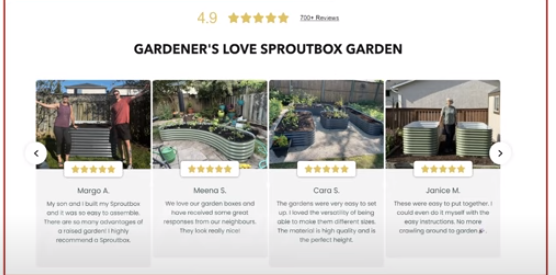 4.9 700+ Reviews
GARDENER'S LOVE SPROUTBOX GARDEN
Margo A.
My son and I built my Sproutbox
and it was so easy to assemble.
There are so many advantages of
a raised garden! I highly
recommend a Sproutbox.
Meena S.
We love our garden boxes and
have received some great
responses from our neighbours.
They look really nice!
Cara S.
The gardens were very easy to set
up. I loved the versatility of being
able to make them different sizes.
The material is high quality and is
the perfect height.
Janice M.
These were easy to put together, I
could even do it myself with the
easy instructions. No more
crawling around to garden